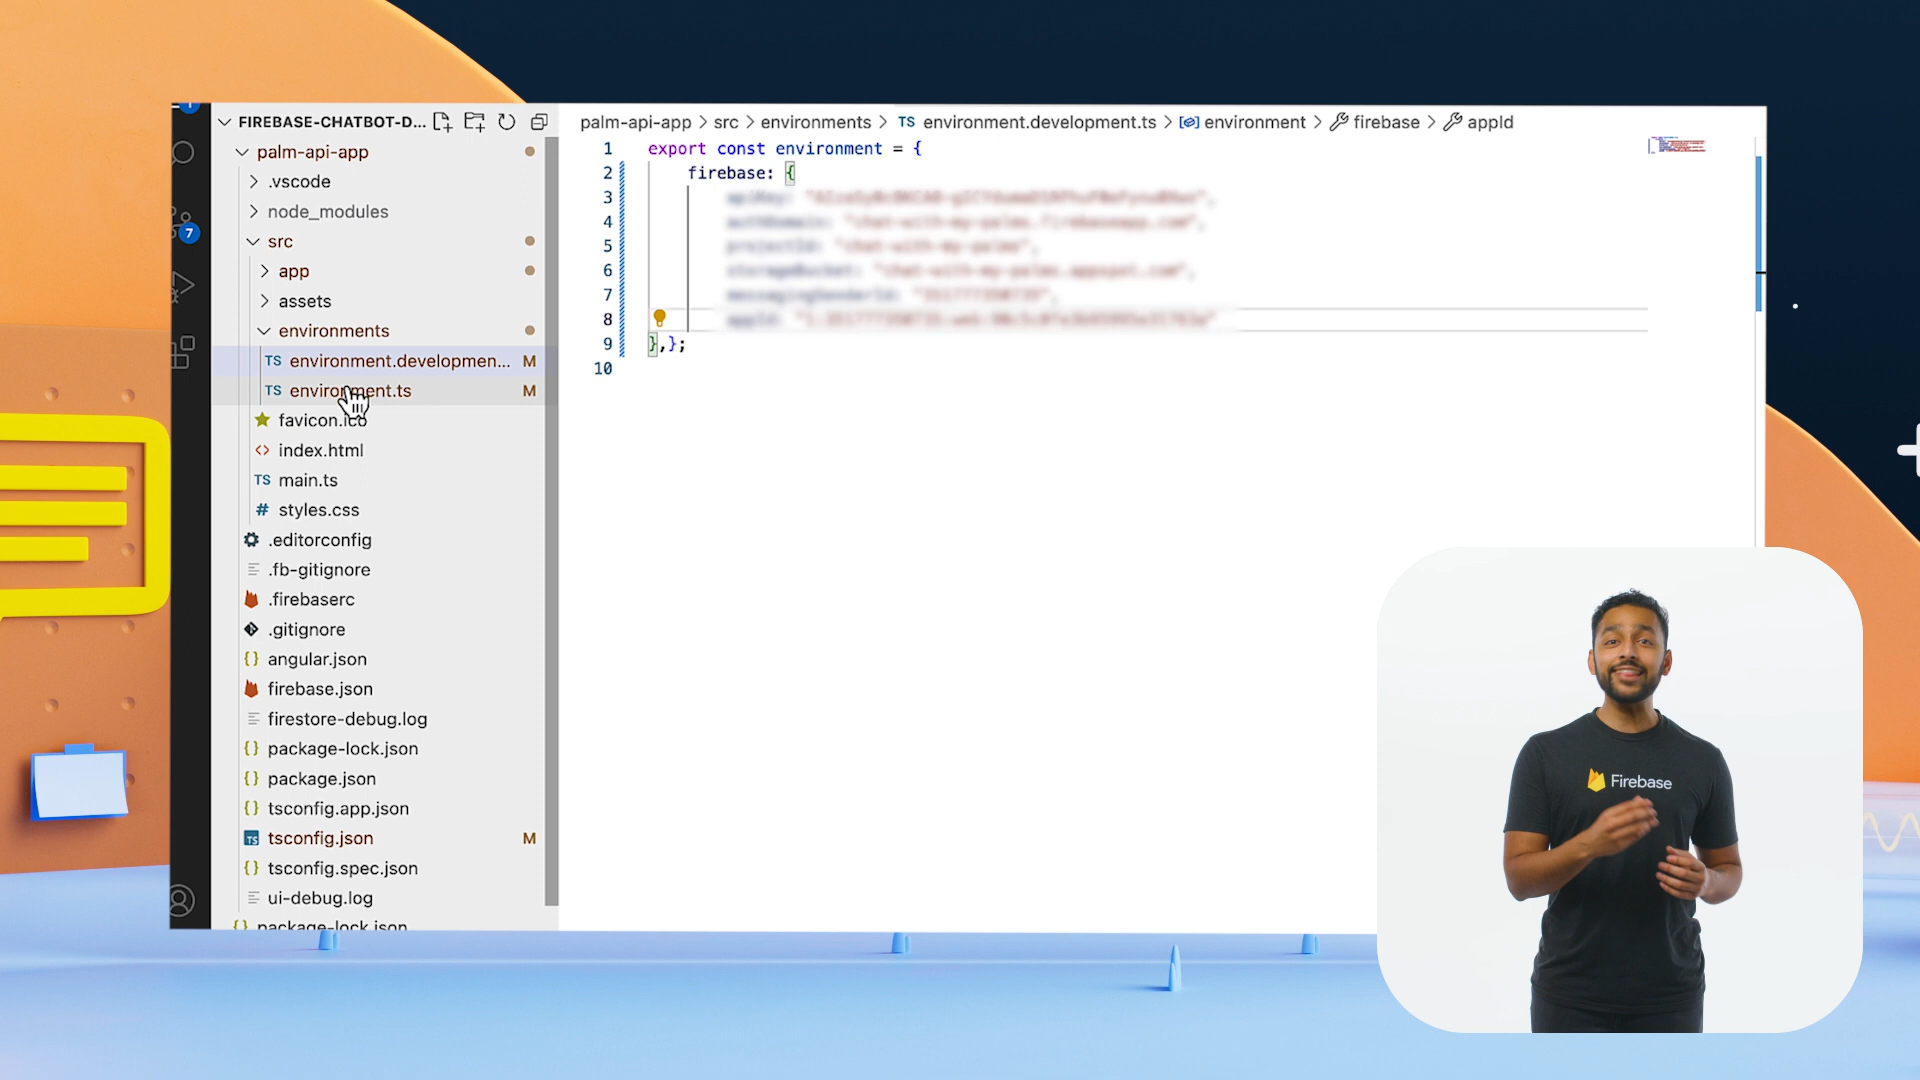 1
FIREBASE-CHATBOT-D...
palm-api-app
.vscode
node_modules
7
src
app
assets
environments
TS environment.developmen... M
TS environment.ts M
favicon.ico
<> index.html
TS main.ts
# styles.css
.editorconfig
.fb-gitignore
.firebaserc
.gitignore
{} angular.json
firebase.json
firestore-debug.log
{} package-lock.json
{} package.json
{} tsconfig.app.json
TS tsconfig.json M
{} tsconfig.spec.json
ui-debug.log
{} package-lock.json
palm-api-app > src > environments > TS environment.development.ts > environment > firebase > appId
1 export const environment = {
2 firebase: {
3
4
5
6
7
8
9 },};
10
Firebase